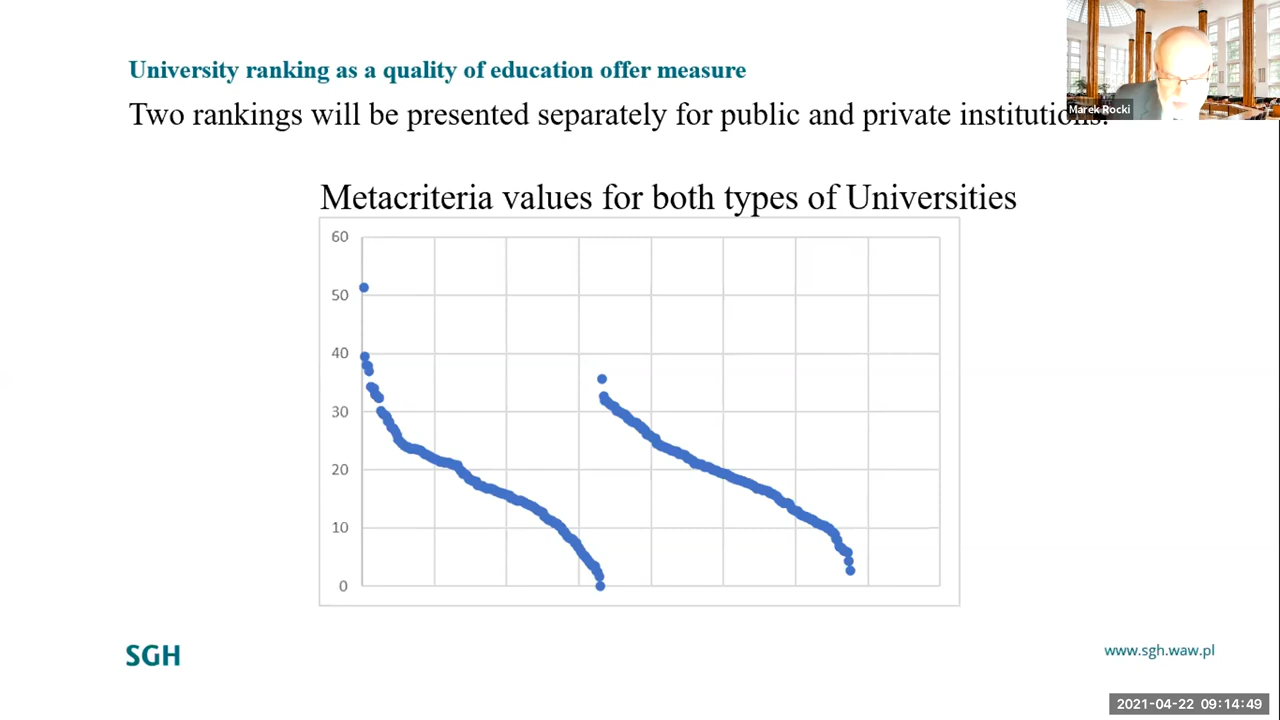 University ranking as a quality of education offer measure
Two rankings will be presented separately for public and private institutions.
Marek Rocki
Metacriteria values for both types of Universities
60
50
40
30
20
10
0
SGH
www.sgh.waw.pl
2021-04-22 09:14:49